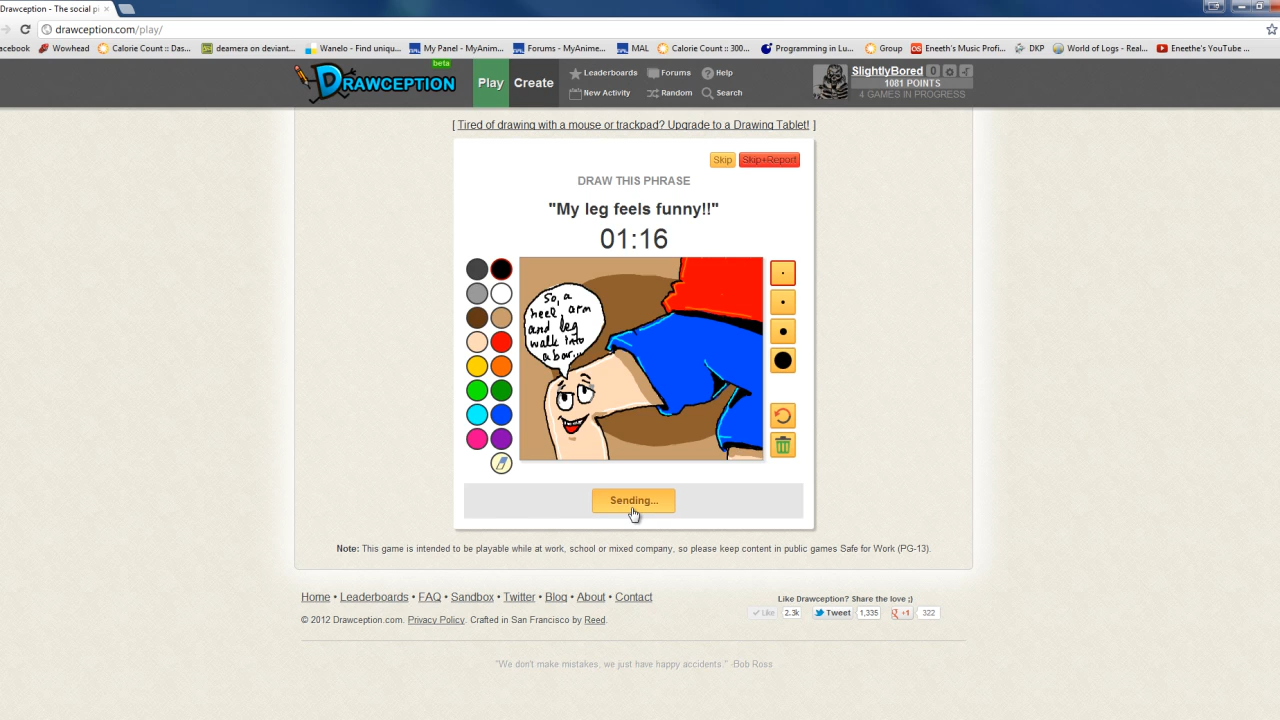 Drawception - The social pi
drawception.com/play/
acebook
Wowhead
Calorie Count :: Das...
deamera on deviant...
Wanelo - Find uniqu...
My Panel - MyAnim...
Forums - MyAnime...
MAL
Calorie Count :: 300...
Programming in Lu...
Group
Eneeth's Music Profi...
DKP
World of Logs - Real...
Eneethe's YouTube ...
DRAWCEPTION
beta
Play
Create
Leaderboards
Forums
Help
New Activity
Random
Search
SlightlyBored
0
1081 POINTS
4 GAMES IN PROGRESS
[ Tired of drawing with a mouse or trackpad? Upgrade to a Drawing Tablet! ]
Skip
Skip+Report
DRAW THIS PHRASE
"My leg feels funny!!"
01:16
So, a
heel, arm
and leg
walk into
a bar...
Sending...
Note: This game is intended to be playable while at work, school or mixed company, so please keep content in public games Safe for Work (PG-13).
Home • Leaderboards • FAQ • Sandbox • Twitter • Blog • About • Contact
© 2012 Drawception.com. Privacy Policy. Crafted in San Francisco by Reed.
Like Drawception? Share the love ;)
Like
2.3k
Tweet
1,335
+1
322
"We don't make mistakes, we just have happy accidents." -Bob Ross